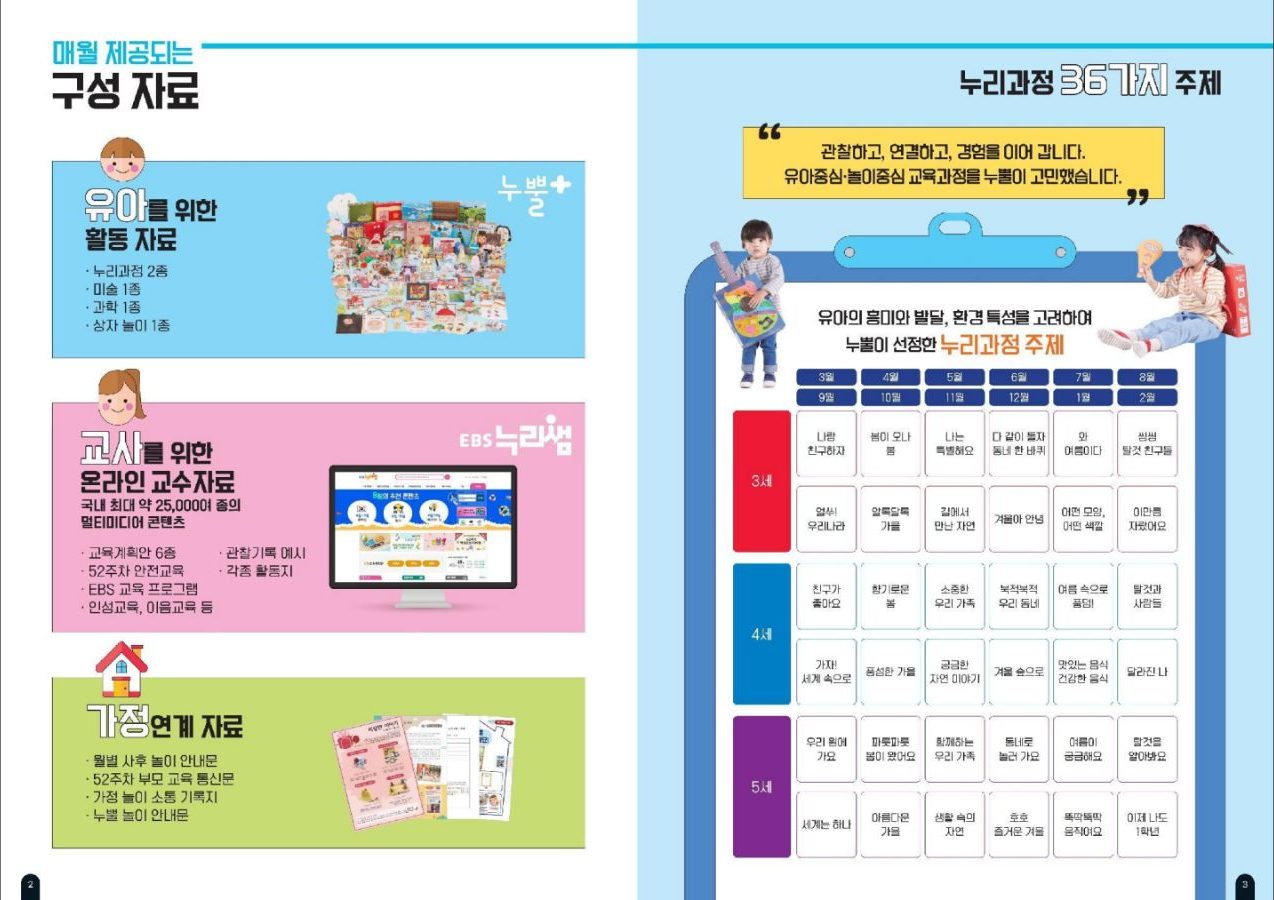 매월 제공되는
구성 자료
유아를 위한
활동 자료
· 누리과정 2종
· 미술 1종
· 과학 1종
· 상자 놀이 1종
누뿔+
교사를 위한
온라인 교수자료
국내 최대 약 25,000여 종의
멀티미디어 콘텐츠
· 교육계획안 6종
· 52주차 안전교육
· EBS 교육 프로그램
· 인성교육, 이음교육 등
· 관찰기록 예시
· 각종 활동지
EBS 누리샘
가정연계 자료
· 월별 사후 놀이 안내문
· 52주차 부모 교육 통신문
· 가정 놀이 소통 기록지
· 누뿔 놀이 안내문
2
누리과정 36가지 주제
“
관찰하고, 연결하고, 경험을 이어 갑니다.
유아중심·놀이중심 교육과정을 누뿔이 고민했습니다.
”
유아의 흥미와 발달, 환경 특성을 고려하여
누뿔이 선정한 누리과정 주제
3월 4월 5월 6월 7월 8월
9월 10월 11월 12월 1월 2월
3세
나랑 친구하자
봄이 오나 봄
나는 특별해요
다 같이 돌자 동네 한 바퀴
와 여름이다
씽씽 탈것 친구들
얼쑤! 우리나라
알록달록 가을
길에서 만난 자연
겨울아 안녕
어떤 모양, 어떤 색깔
이만큼 자랐어요
4세
친구가 좋아요
향기로운 봄
소중한 우리 가족
북적북적 우리 동네
여름 속으로 풍덩!
탈것과 사람들
가자! 세계 속으로
풍성한 가을
궁금한 자연 이야기
겨울 숲으로
맛있는 음식 건강한 음식
달라진 나
5세
우리 원에 가요
파릇파릇 봄이 왔어요
함께하는 우리 가족
동네로 놀러 가요
여름이 궁금해요
탈것을 알아봐요
세계는 하나
아름다운 가을
생활 속의 자연
호호 즐거운 겨울
뚝딱뚝딱 움직여요
이제 나도 1학년
3